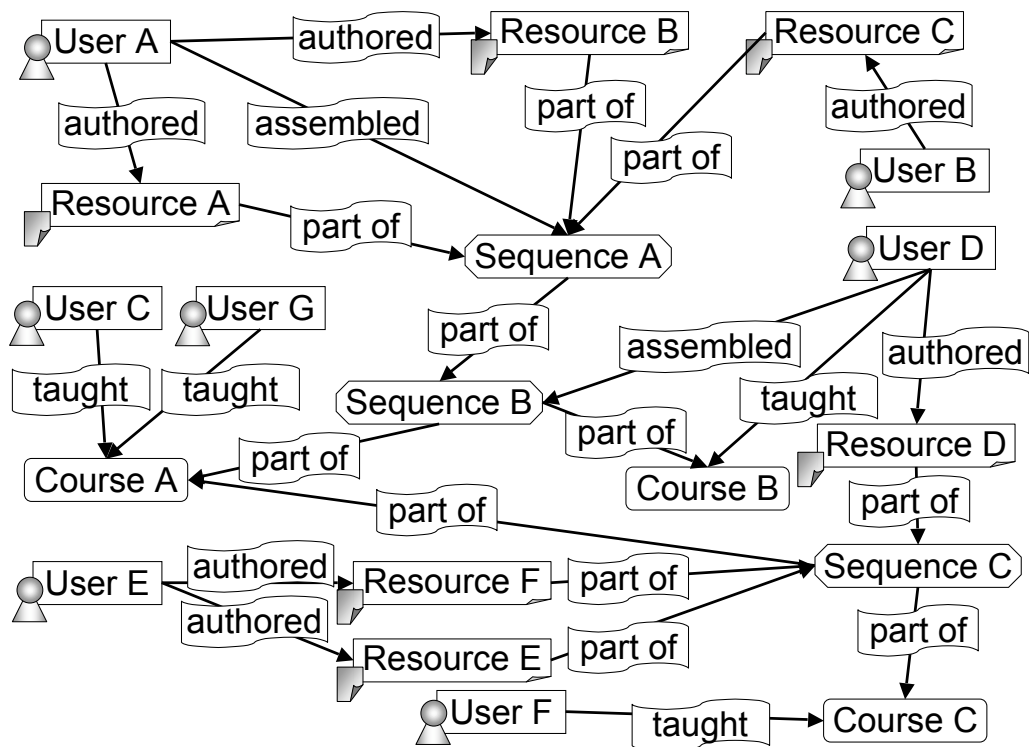 User A
authored
Resource B
Resource C
authored
assembled
part of
part of
authored
User B
Resource A
part of
Sequence A
User D
User C
User G
part of
assembled
authored
taught
taught
Sequence B
taught
part of
Resource D
part of
Course A
Course B
part of
part of
Sequence C
User E
authored
Resource F
part of
authored
Resource E
part of
part of
User F
taught
Course C